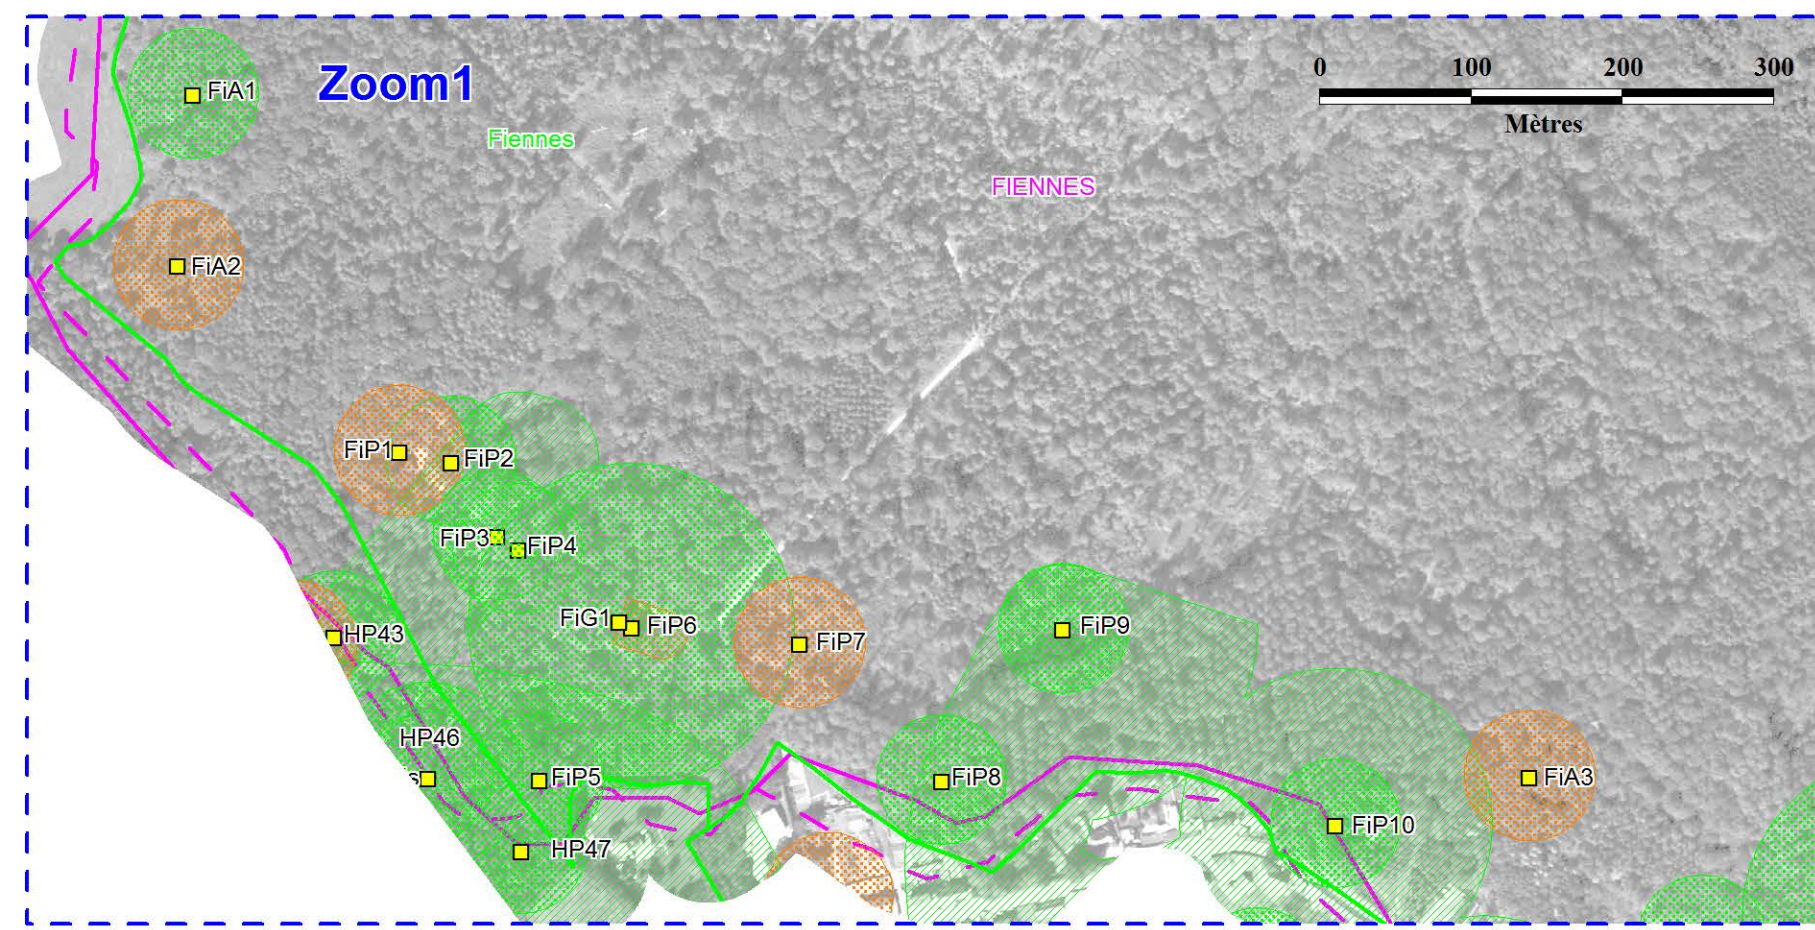 0 100 200 300
Mètres
Zoom1
FiA1
Fiennes
FIENNES
FiA2
FiP1
FiP2
FiP3
FiP4
FiG1
FiP6
FiP7
FiP9
HP43
HP46
s
FiP5
FiP8
FiA3
FiP10
HP47